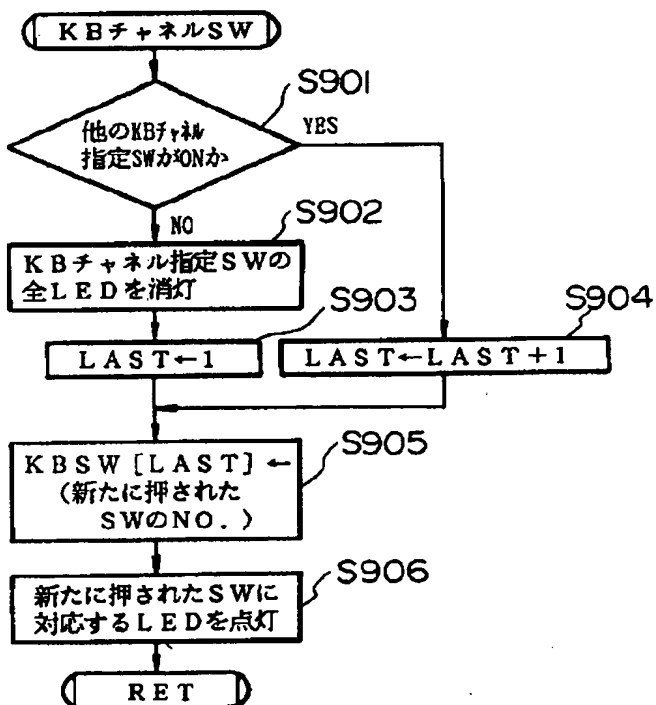 KBチャネルSW
S901
他のKBチャネル
指定SWがONか
YES
NO
S902
KBチャネル指定SWの
全LEDを消灯
S903
LAST←1
S904
LAST←LAST+1
S905
KBSW[LAST]←
(新たに押された
SWのNO.)
S906
新たに押されたSWに
対応するLEDを点灯
RET